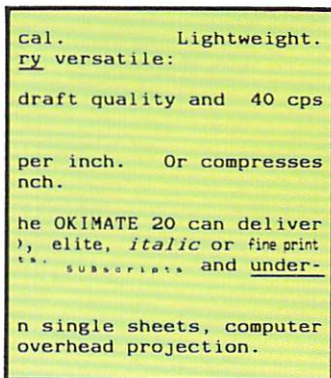 cal. Lightweight.
ry versatile:
draft quality and 40 cps
per inch. Or compresses
nch.
he OKIMATE 20 can deliver
), elite, italic or fine print
ts. SUBscripts and under-
n single sheets, computer
overhead projection.